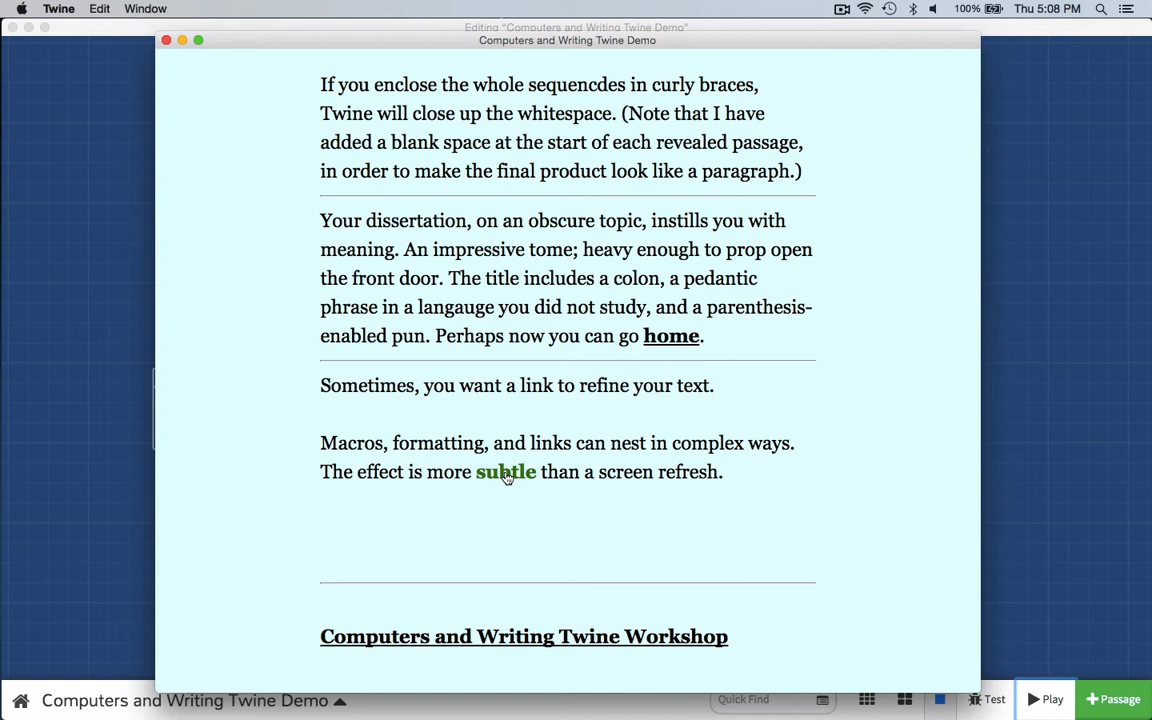 Twine Edit Window 100% Thu 5:08 PM
Editing “Computers and Writing Twine Demo”
Computers and Writing Twine Demo
If you enclose the whole sequencdes in curly braces,
Twine will close up the whitespace. (Note that I have
added a blank space at the start of each revealed passage,
in order to make the final product look like a paragraph.)
Your dissertation, on an obscure topic, instills you with
meaning. An impressive tome; heavy enough to prop open
the front door. The title includes a colon, a pedantic
phrase in a langauge you did not study, and a parenthesis-
enabled pun. Perhaps now you can go home.
Sometimes, you want a link to refine your text.
Macros, formatting, and links can nest in complex ways.
The effect is more subtle than a screen refresh.
Computers and Writing Twine Workshop
Computers and Writing Twine Demo Quick Find Test Play Passage